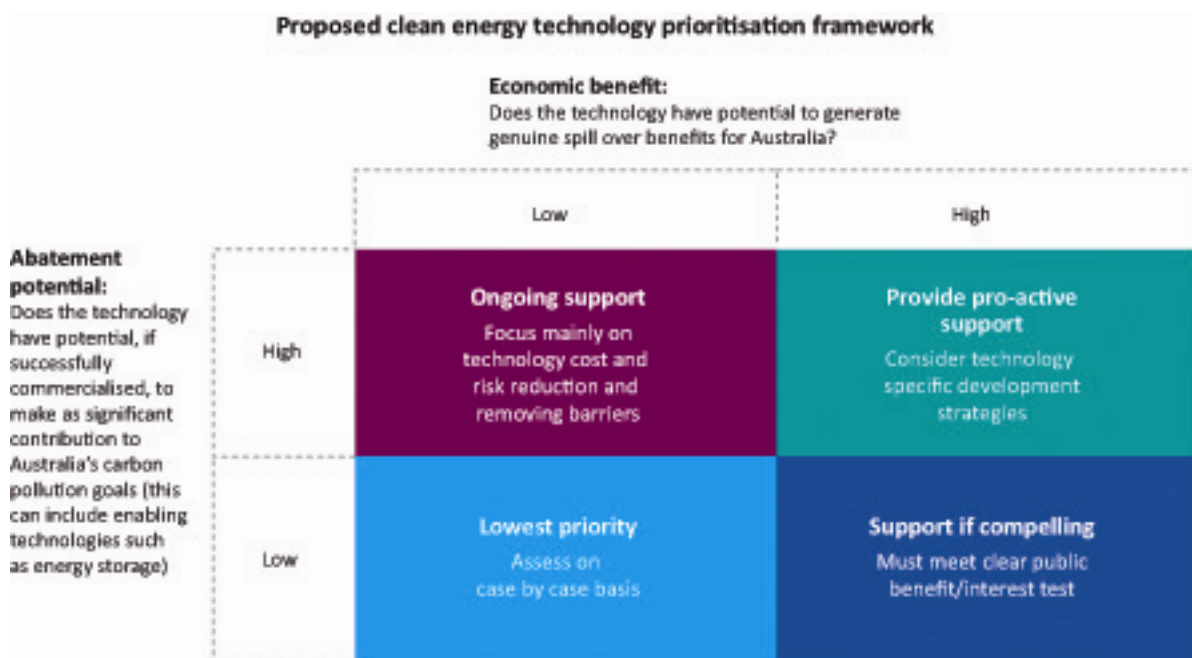 Proposed clean energy technology prioritisation framework
Economic benefit:
Does the technology have potential to generate
genuine spill over benefits for Australia?
Low
High
Abatement
potential:
Does the technology
have potential, if
successfully
commercialised, to
make as significant
contribution to
Australia's carbon
pollution goals (this
can include enabling
technologies such
as energy storage)
High
Ongoing support
Focus mainly on
technology cost and
risk reduction and
removing barriers
Provide pro-active
support
Consider technology
specific development
strategies
Low
Lowest priority
Assess on
case by case basis
Support if compelling
Must meet clear public
benefit/interest test